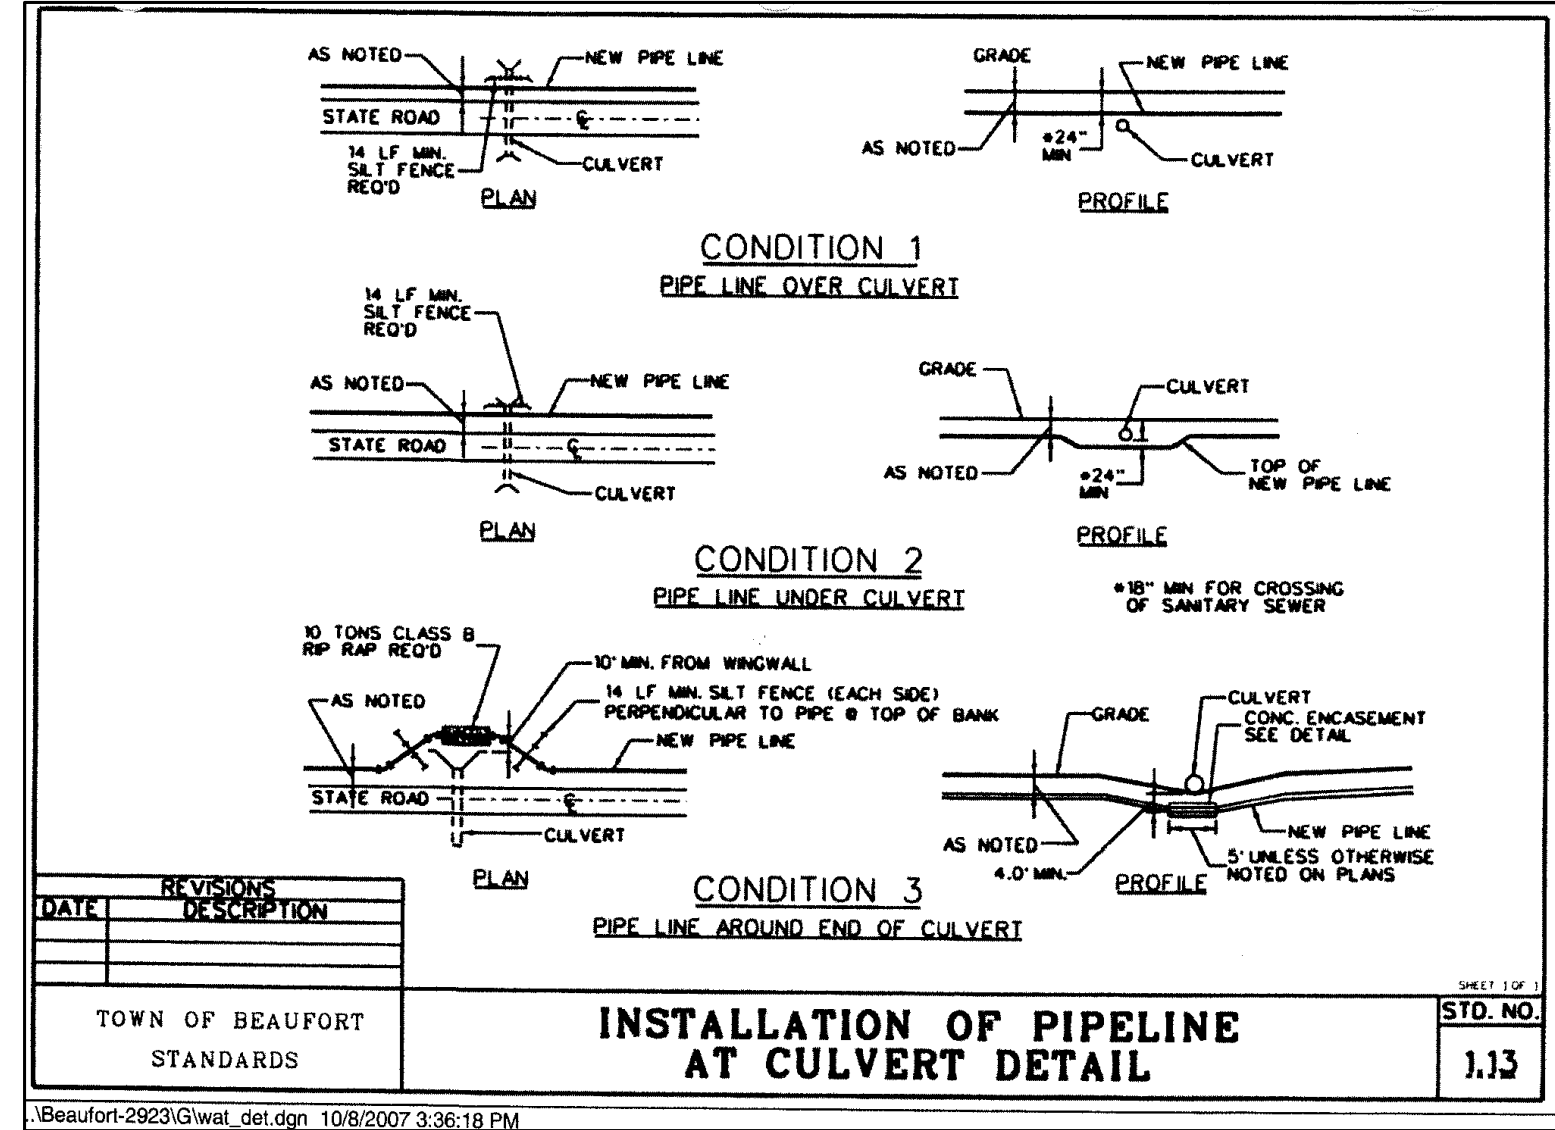 AS NOTED
NEW PIPE LINE
STATE ROAD
℄
14 LF MIN.
SILT FENCE
REQ'D
CULVERT
PLAN
GRADE
NEW PIPE LINE
AS NOTED
*24"
MIN
CULVERT
PROFILE
CONDITION 1
PIPE LINE OVER CULVERT
14 LF MIN.
SILT FENCE
REQ'D
AS NOTED
NEW PIPE LINE
STATE ROAD
℄
CULVERT
PLAN
GRADE
CULVERT
AS NOTED
*24"
MIN
TOP OF
NEW PIPE LINE
PROFILE
CONDITION 2
PIPE LINE UNDER CULVERT
*18" MIN FOR CROSSING
OF SANITARY SEWER
10 TONS CLASS B
RIP RAP REQ'D
10' MIN. FROM WINGWALL
AS NOTED
14 LF MIN. SILT FENCE (EACH SIDE)
PERPENDICULAR TO PIPE @ TOP OF BANK
NEW PIPE LINE
STATE ROAD
℄
CULVERT
PLAN
CULVERT
GRADE
CONC. ENCASEMENT
SEE DETAIL
AS NOTED
4.0' MIN.
NEW PIPE LINE
5' UNLESS OTHERWISE
NOTED ON PLANS
PROFILE
CONDITION 3
PIPE LINE AROUND END OF CULVERT
REVISIONS
DATE DESCRIPTION
TOWN OF BEAUFORT
STANDARDS
INSTALLATION OF PIPELINE
AT CULVERT DETAIL
SHEET 1 OF 1
STD. NO.
1.13
..\Beaufort-2923\G\wat_det.dgn 10/8/2007 3:36:18 PM